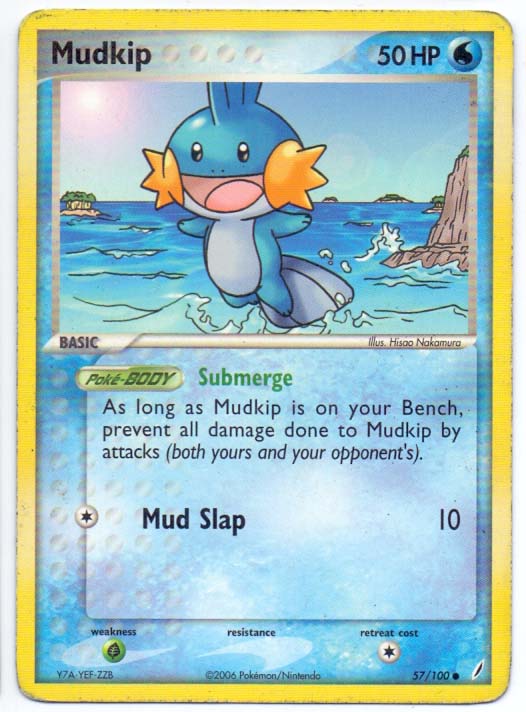 Mudkip 50 HP
BASIC
Illus. Hisao Nakamura
Poké-BODY Submerge
As long as Mudkip is on your Bench,
prevent all damage done to Mudkip by
attacks (both yours and your opponent's).
Mud Slap 10
weakness resistance retreat cost
Y7A-YEF-ZZB ©2006 Pokémon/Nintendo 57/100